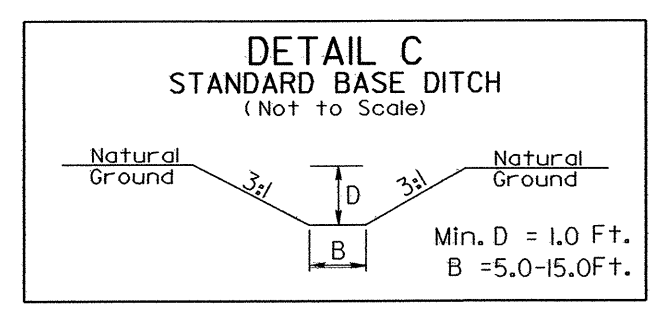 DETAIL C
STANDARD BASE DITCH
(Not to Scale)
Natural
Ground
3:1
D
3:1
Natural
Ground
B
Min. D = 1.0 Ft.
B =5.0-15.0Ft.